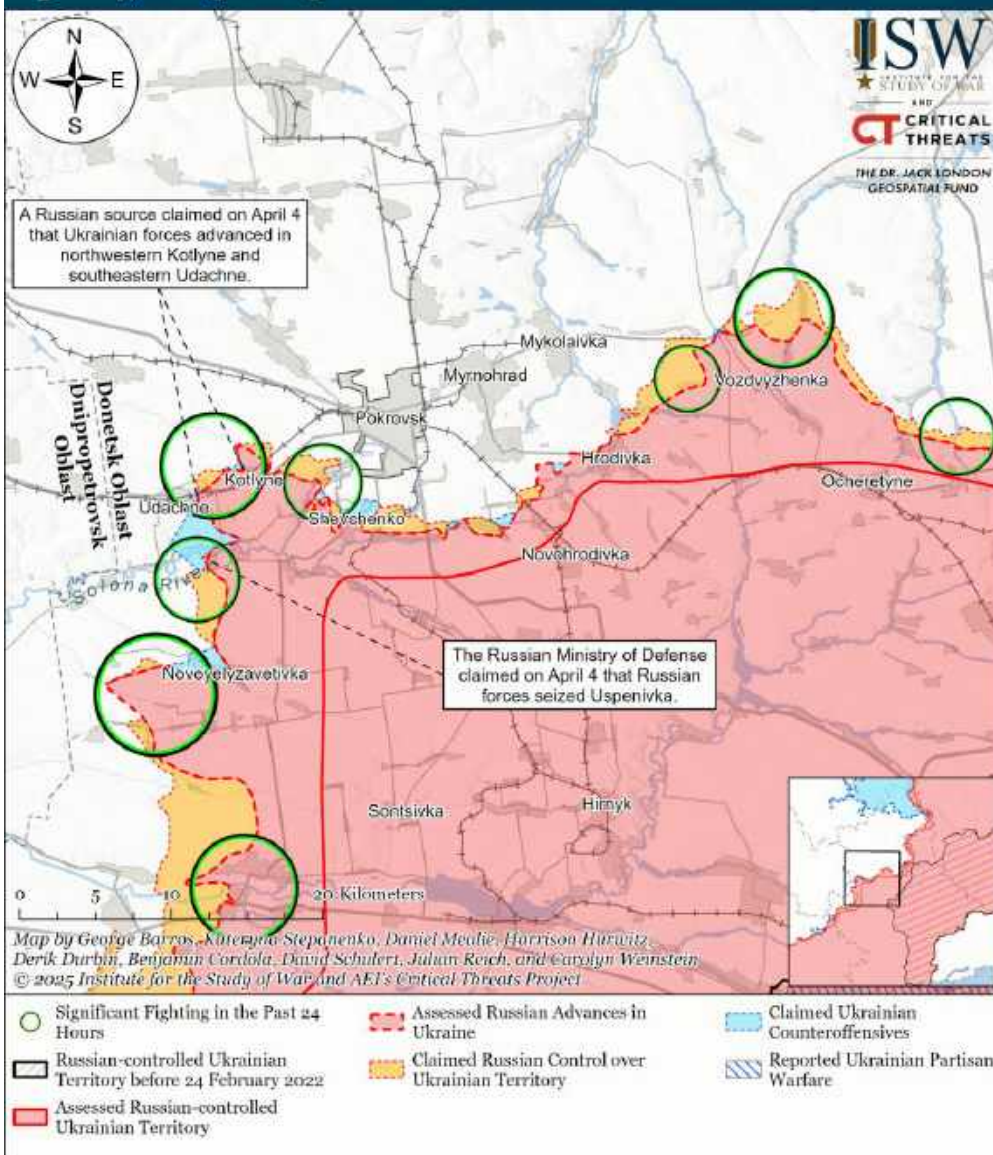 N
W E
S
ISW
INSTITUTE FOR THE
STUDY OF WAR
AND
CT CRITICAL
THREATS
THE DR. JACK LONDON
GEOSPATIAL FUND
A Russian source claimed on April 4
that Ukrainian forces advanced in
northwestern Kotlyne and
southeastern Udachne.
Mykolaivka
Myrnohrad
Vozdvyzhenka
Pokrovsk
Donetsk Oblast
Dnipropetrovsk
Oblast
Hrodivka
Kotlyne
Ocheretyne
Udachne
Shevchenko
Novohrodivka
Solona River
The Russian Ministry of Defense
claimed on April 4 that Russian
forces seized Uspenivka.
Novoyelyzavetivka
Sontsivka
Hirnyk
0 5 10 20 Kilometers
Map by George Barros, Kateryna Stepanenko, Daniel Mealie, Harrison Hurwitz,
Derik Durbin, Benjamin Cordola, David Schulert, Julian Reich, and Carolyn Weinstein
© 2025 Institute for the Study of War and AEI's Critical Threats Project
Significant Fighting in the Past 24
Hours
Russian-controlled Ukrainian
Territory before 24 February 2022
Assessed Russian-controlled
Ukrainian Territory
Assessed Russian Advances in
Ukraine
Claimed Russian Control over
Ukrainian Territory
Claimed Ukrainian
Counteroffensives
Reported Ukrainian Partisan
Warfare